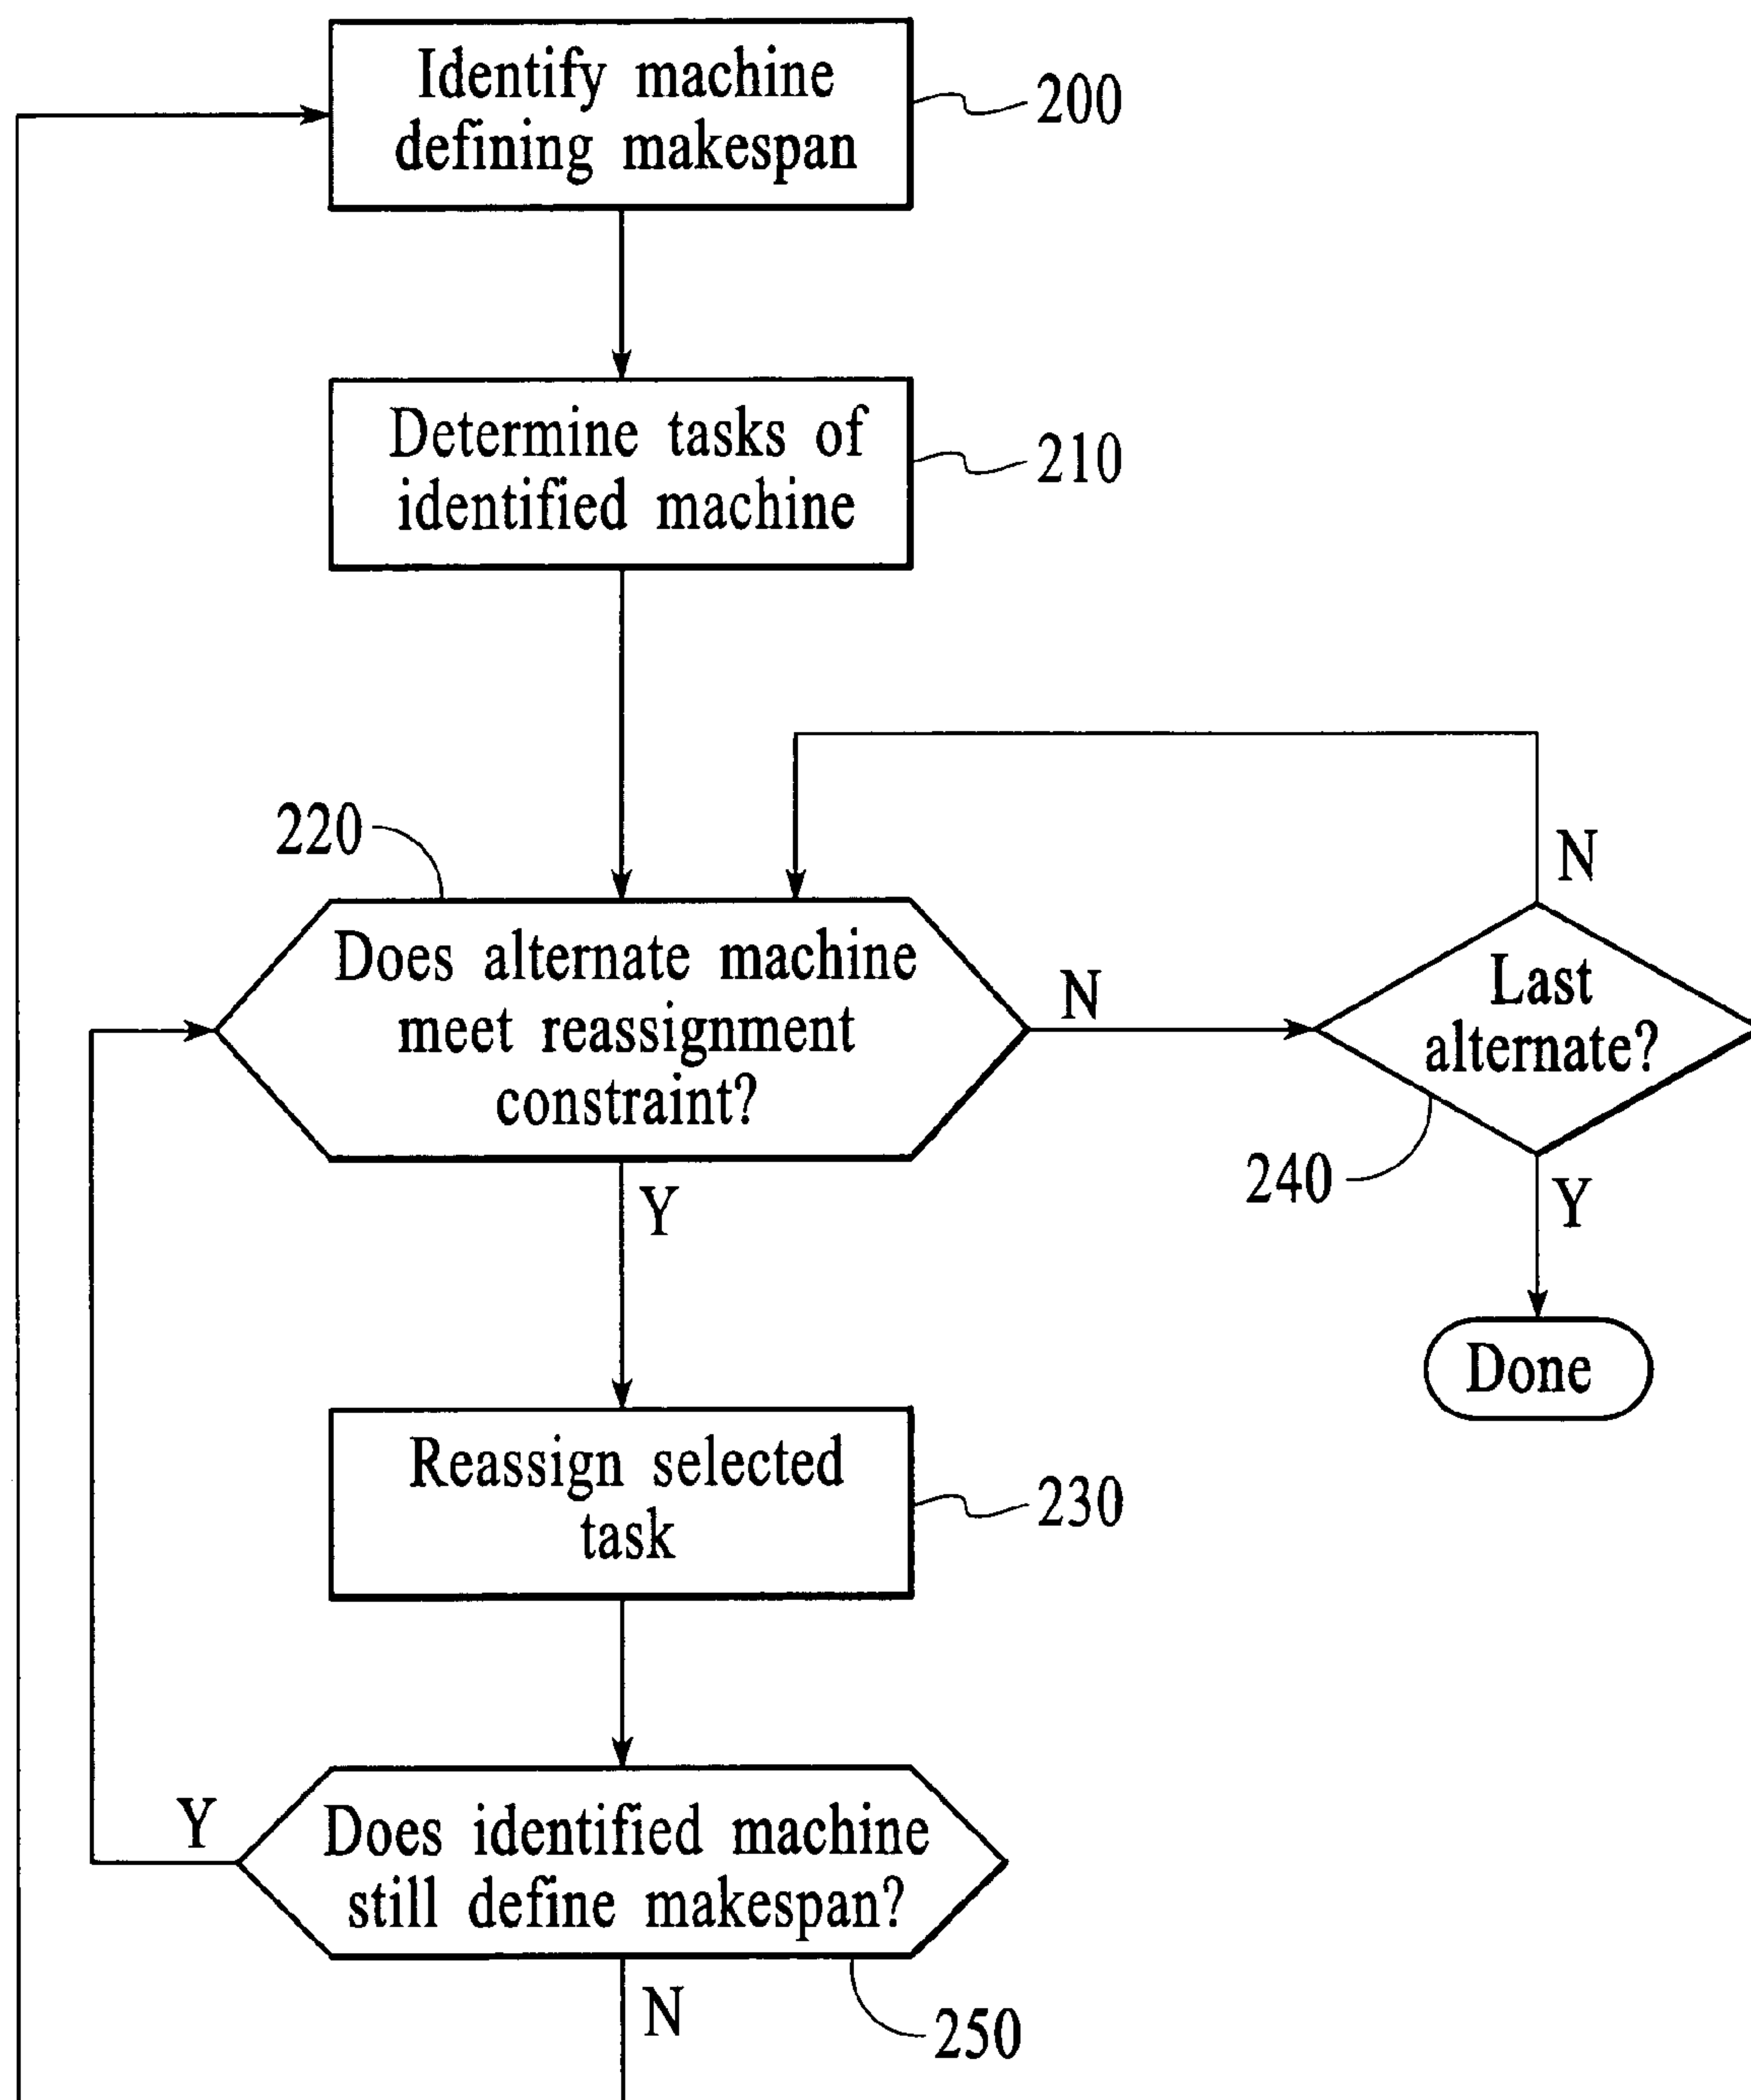 Identify machine
defining makespan
200
Determine tasks of
identified machine
210
220
Does alternate machine
meet reassignment
constraint?
N
N
Last
alternate?
240
Y
Done
Y
Reassign selected
task
230
Y
Does identified machine
still define makespan?
N
250